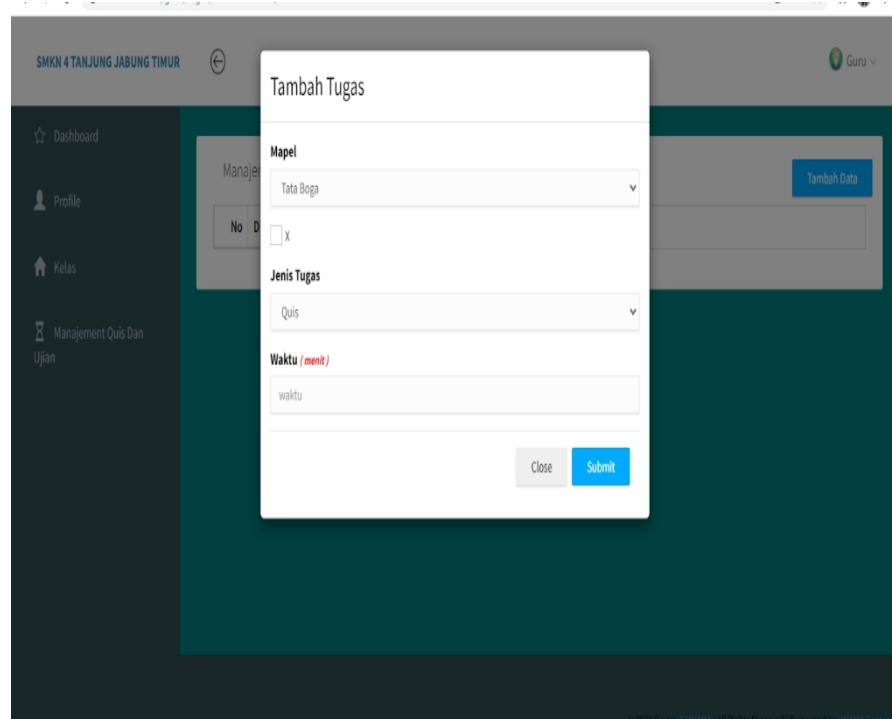 SMKN 4 TANJUNG JABUNG TIMUR
Guru
Dashboard
Profile
Kelas
Manajement Quis Dan
Ujian
Manajer
Tambah Data
No D
Tambah Tugas
Mapel
Tata Boga
X
Jenis Tugas
Quis
Waktu ( menit )
waktu
Close Submit